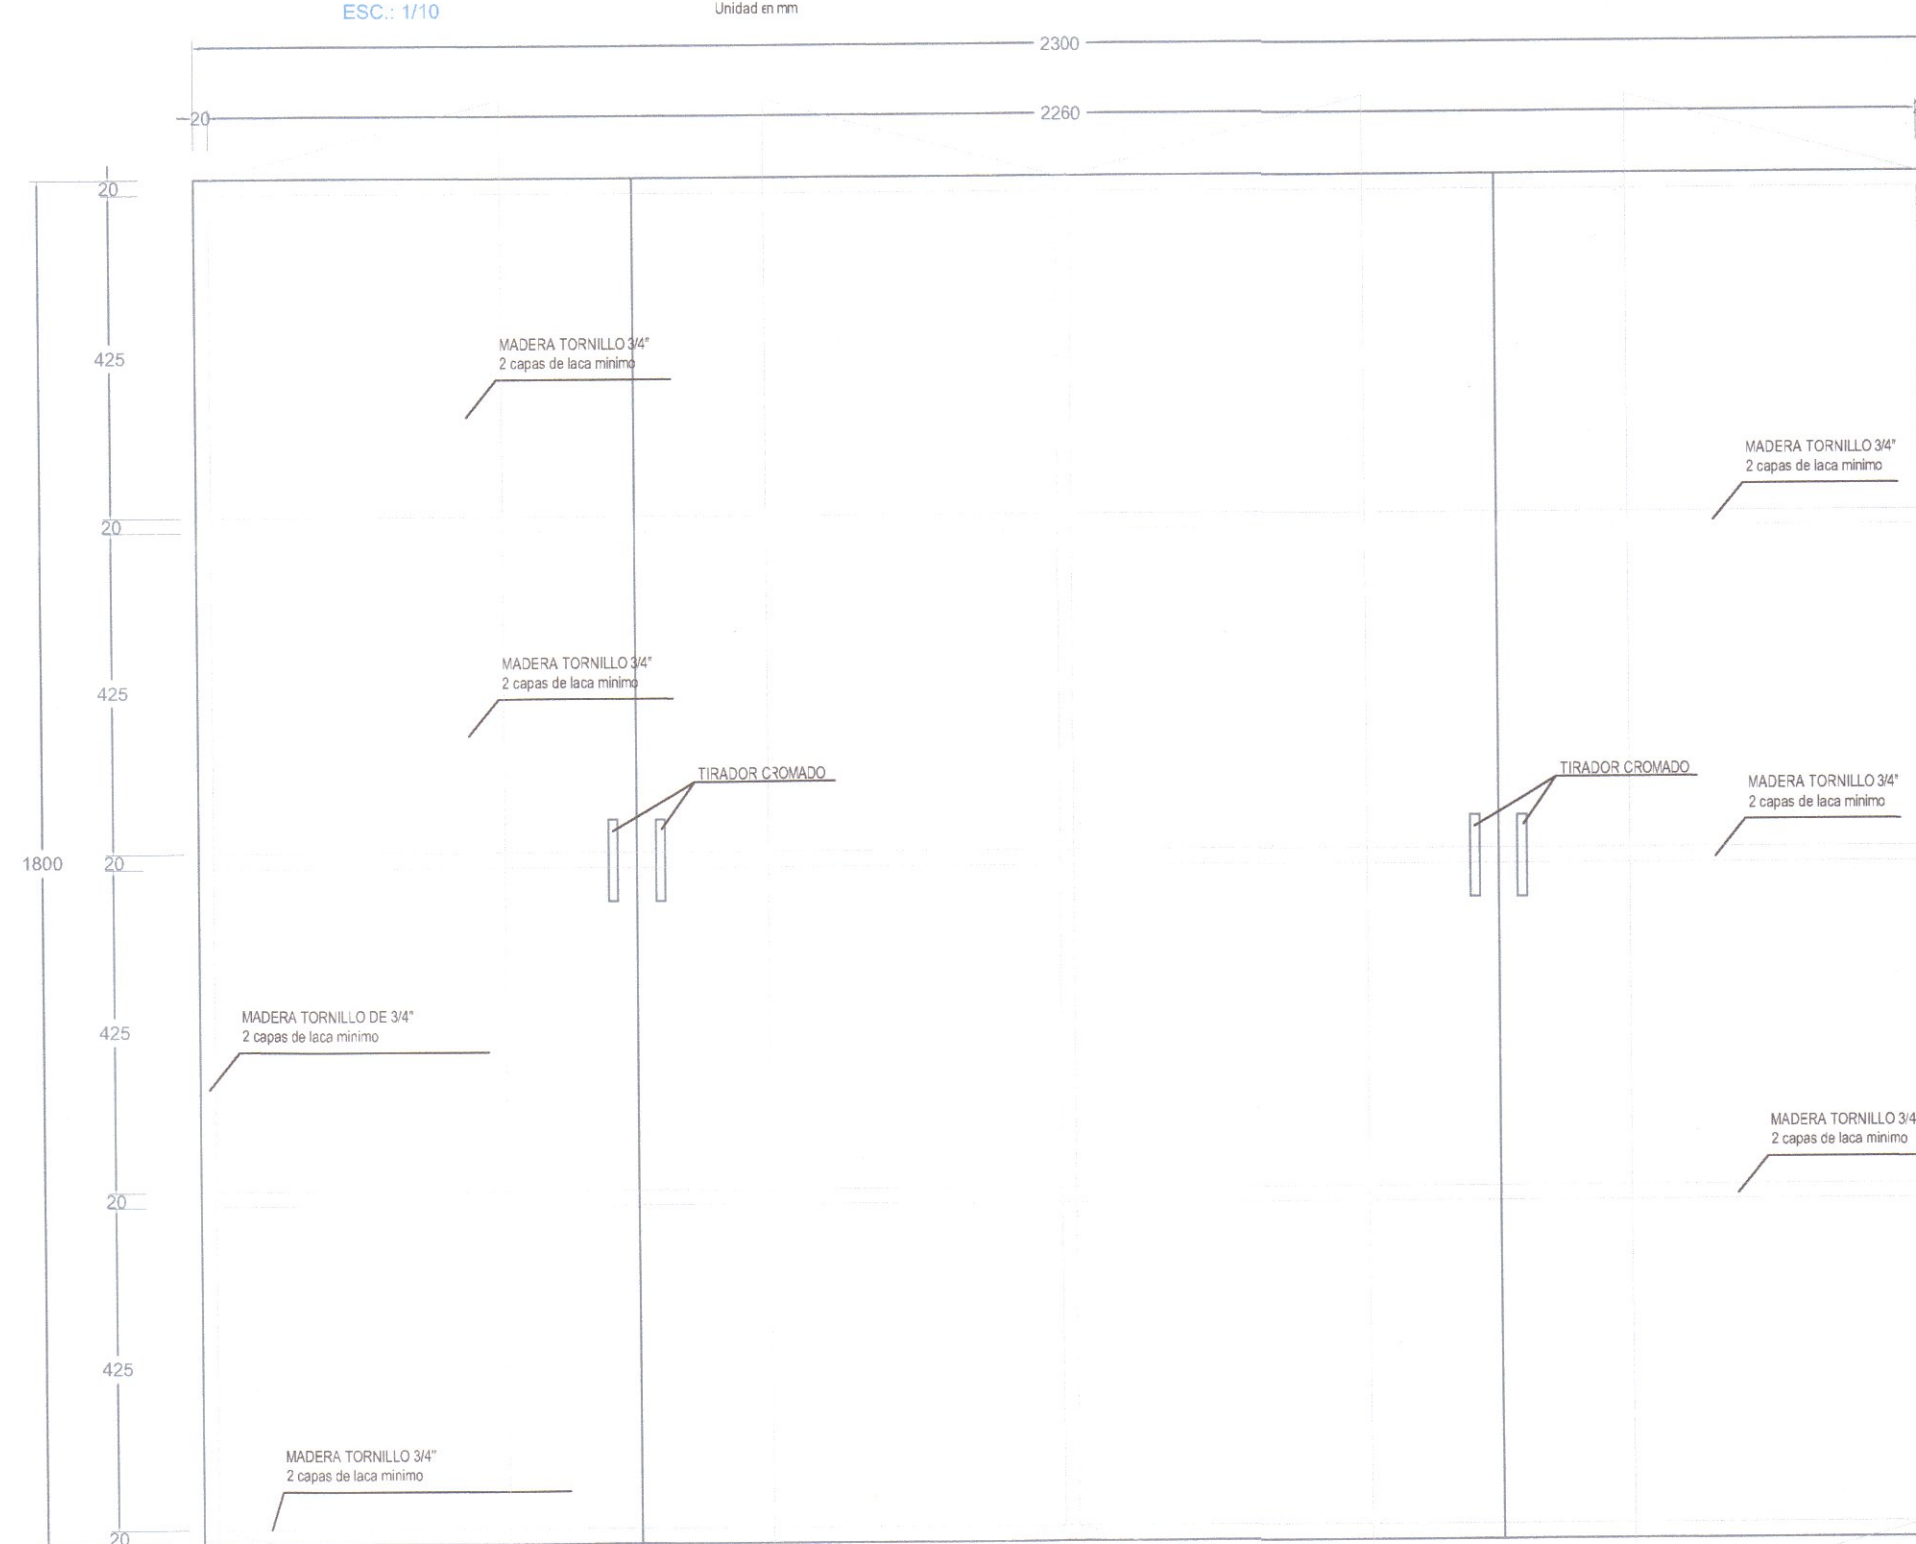 ESC.: 1/10
Unidad en mm
2300
20
2260
20
425
MADERA TORNILLO 3/4"
2 capas de laca minimo
MADERA TORNILLO 3/4"
2 capas de laca minimo
20
MADERA TORNILLO 3/4"
2 capas de laca minimo
425
TIRADOR CROMADO
TIRADOR CROMADO
MADERA TORNILLO 3/4"
2 capas de laca minimo
1800
20
MADERA TORNILLO DE 3/4"
2 capas de laca minimo
425
MADERA TORNILLO 3/4
2 capas de laca minimo
20
425
MADERA TORNILLO 3/4"
2 capas de laca minimo
20